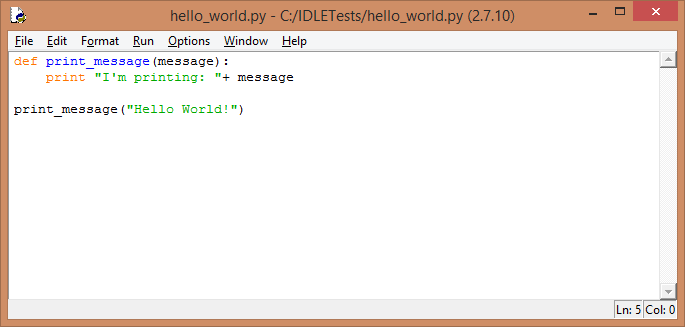 hello_world.py - C:/IDLETests/hello_world.py (2.7.10)
File Edit Format Run Options Window Help
def print_message(message):
    print "I'm printing: "+ message

print_message("Hello World!")
Ln: 5 Col: 0